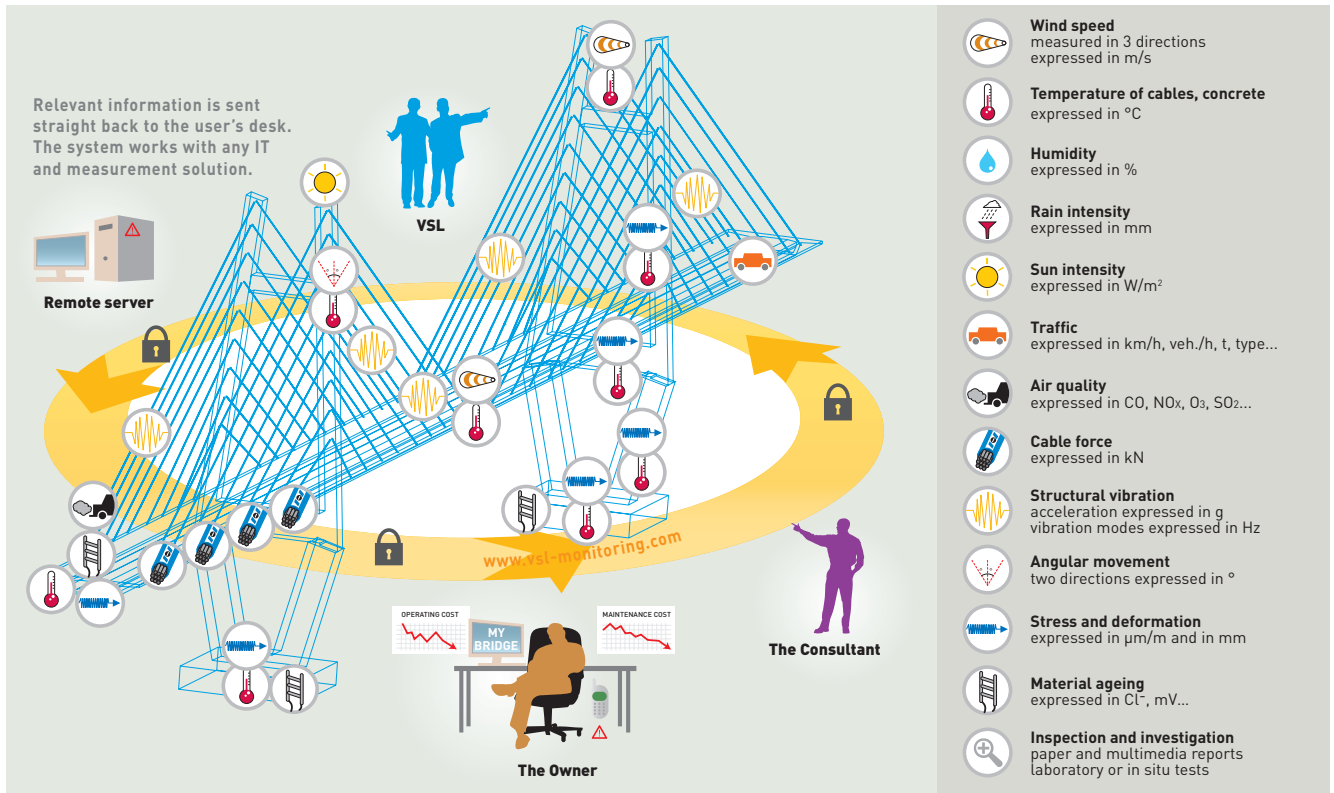 Relevant information is sent
straight back to the user's desk.
The system works with any IT
and measurement solution.
Remote server
VSL
www.vsl-monitoring.com
OPERATING COST
MY
BRIDGE
MAINTENANCE COST
The Owner
The Consultant
Wind speed
measured in 3 directions
expressed in m/s
Temperature of cables, concrete
expressed in °C
Humidity
expressed in %
Rain intensity
expressed in mm
Sun intensity
expressed in W/m²
Traffic
expressed in km/h, veh./h, t, type...
Air quality
expressed in CO, NOx, O₃, SO₂...
Cable force
expressed in kN
Structural vibration
acceleration expressed in g
vibration modes expressed in Hz
Angular movement
two directions expressed in °
Stress and deformation
expressed in µm/m and in mm
Material ageing
expressed in Cl⁻, mV...
Inspection and investigation
paper and multimedia reports
laboratory or in situ tests